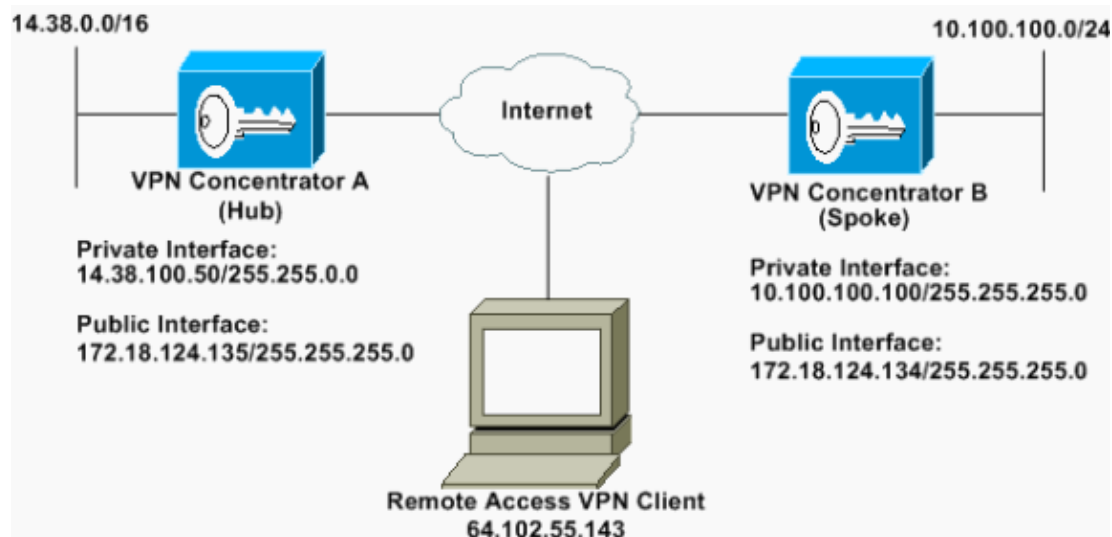 14.38.0.0/16
10.100.100.0/24
Internet
VPN Concentrator A
(Hub)
VPN Concentrator B
(Spoke)
Private Interface:
14.38.100.50/255.255.0.0
Public Interface:
172.18.124.135/255.255.255.0
Private Interface:
10.100.100.100/255.255.255.0
Public Interface:
172.18.124.134/255.255.255.0
Remote Access VPN Client
64.102.55.143